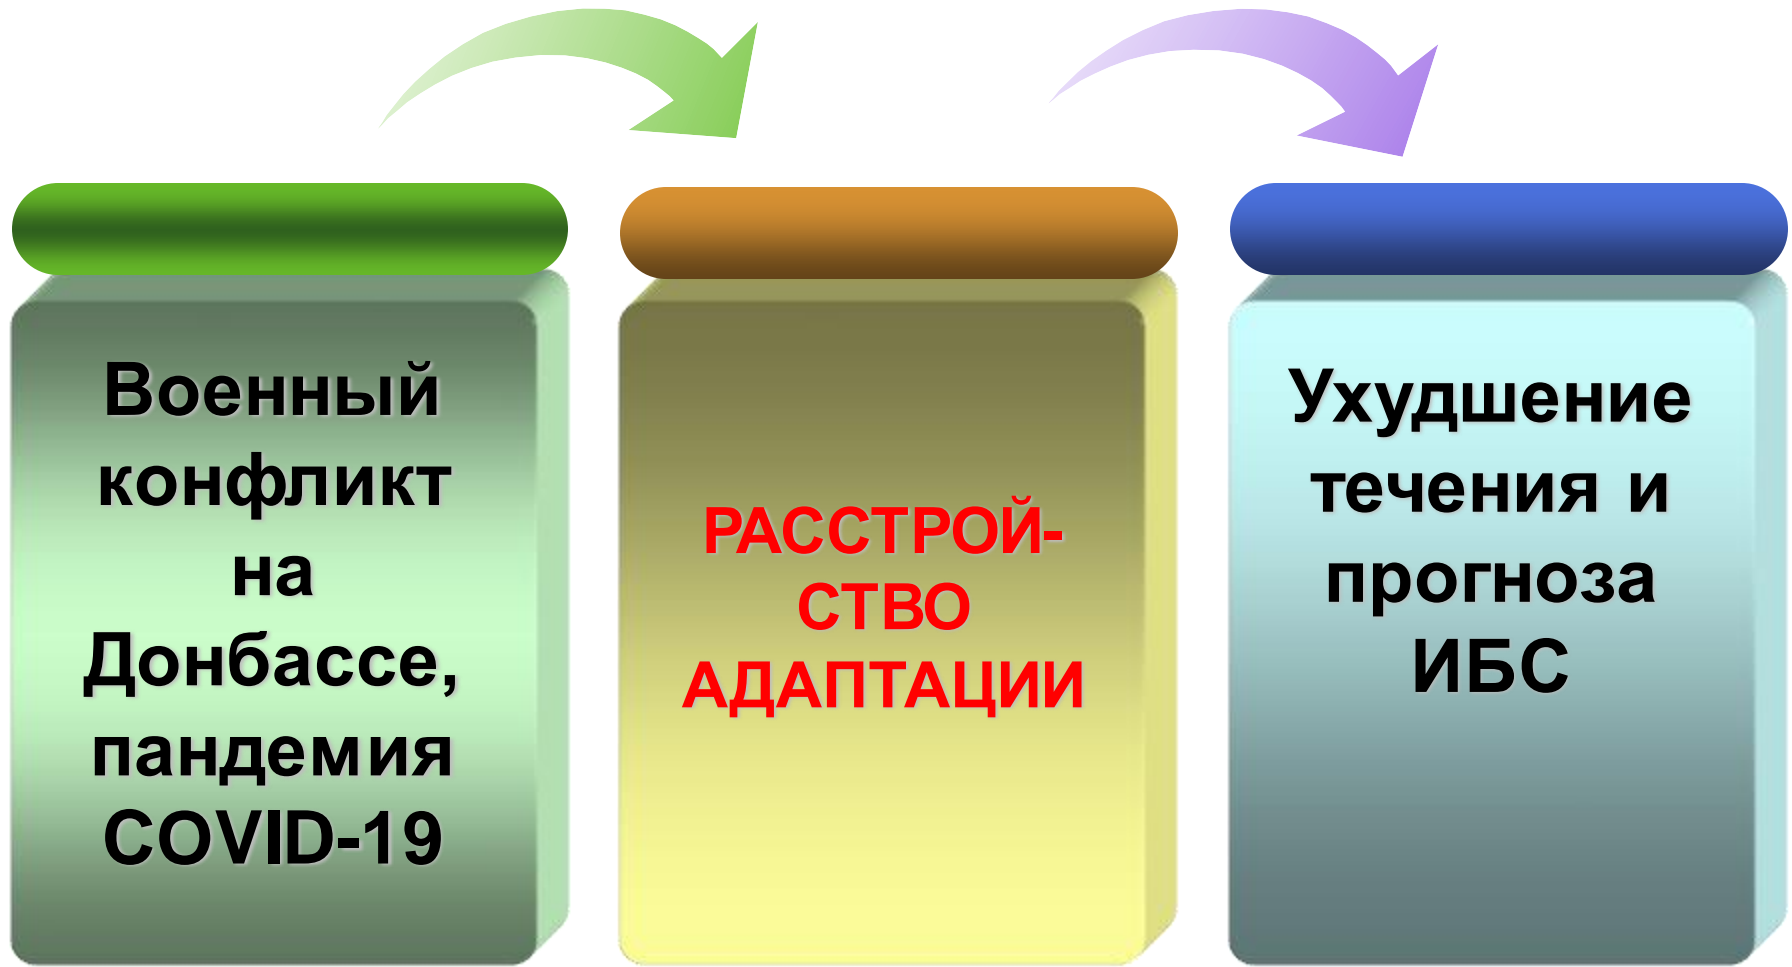 Военный
конфликт
на
Донбассе,
пандемия
COVID-19
РАССТРОЙ-
СТВО
АДАПТАЦИИ
Ухудшение
течения и
прогноза
ИБС